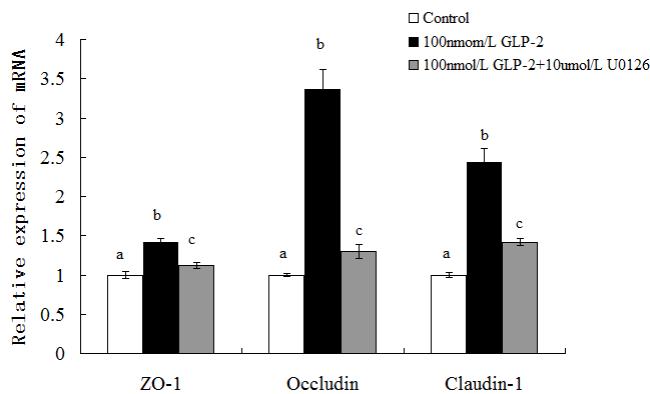 Control
100nmom/L GLP-2
100nmol/L GLP-2+10umol/L U0126
Relative expression of mRNA
4
3.5
3
2.5
2
1.5
1
0.5
0
a
b
c
a
b
c
a
b
c
ZO-1
Occludin
Claudin-1